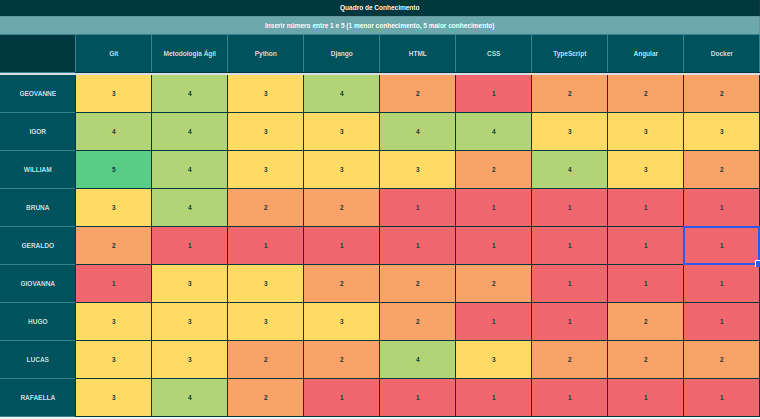 Quadro de Conhecimento
Inserir número entre 1 e 5 (1 menor conhecimento, 5 maior conhecimento)
Git Metodologia Ágil Python Django HTML CSS TypeScript Angular Docker
GEOVANNE 3 4 3 4 2 1 2 2 2
IGOR 4 4 3 3 4 4 3 3 3
WILLIAM 5 4 3 3 3 2 4 3 2
BRUNA 3 4 2 2 1 1 1 1 1
GERALDO 2 1 1 1 1 1 1 1 1
GIOVANNA 1 3 3 2 2 2 1 1 1
HUGO 3 3 3 3 2 1 1 2 1
LUCAS 3 3 2 2 4 3 2 2 2
RAFAELLA 3 4 2 1 1 1 1 1 1